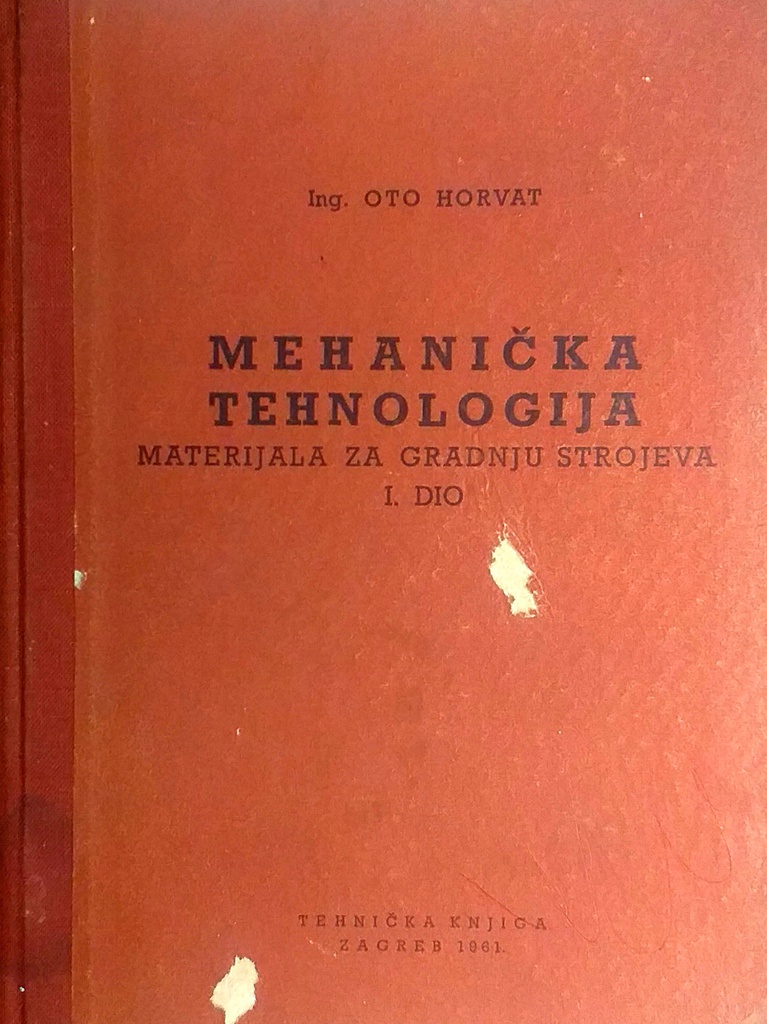 Ing. OTO HORVAT
MEHANIČKA
TEHNOLOGIJA
MATERIJALA ZA GRADNJU STROJEVA
I. DIO
TEHNIČKA KNJIGA
ZAGREB 1961.